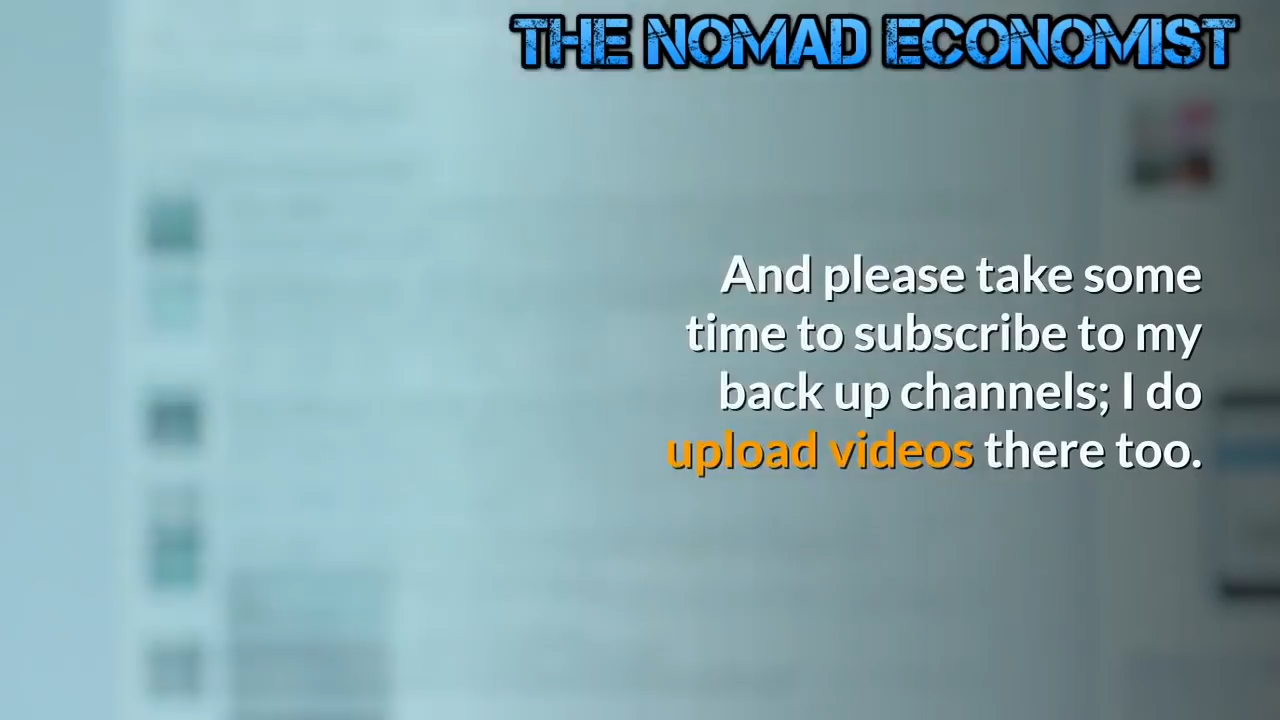 THE NOMAD ECONOMIST
And please take some
time to subscribe to my
back up channels; I do
upload videos there too.